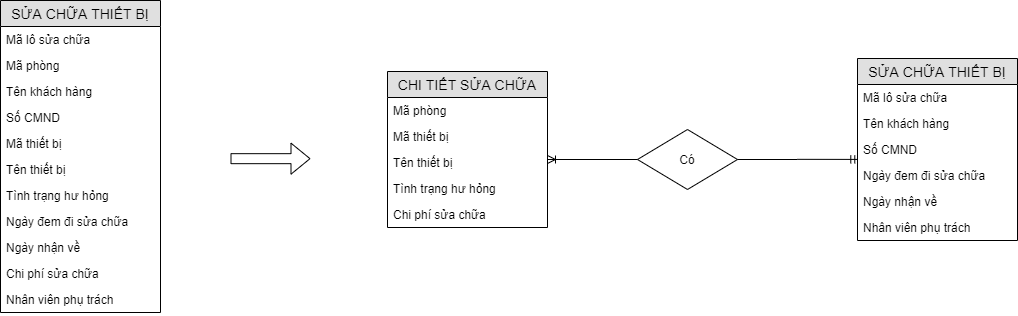 SỬA CHỮA THIẾT BỊ
Mã lô sửa chữa
Mã phòng
Tên khách hàng
Số CMND
Mã thiết bị
Tên thiết bị
Tình trạng hư hỏng
Ngày đem đi sửa chữa
Ngày nhận về
Chi phí sửa chữa
Nhân viên phụ trách
CHI TIẾT SỬA CHỮA
Mã phòng
Mã thiết bị
Tên thiết bị
Tình trạng hư hỏng
Chi phí sửa chữa
Có
SỬA CHỮA THIẾT BỊ
Mã lô sửa chữa
Tên khách hàng
Số CMND
Ngày đem đi sửa chữa
Ngày nhận về
Nhân viên phụ trách